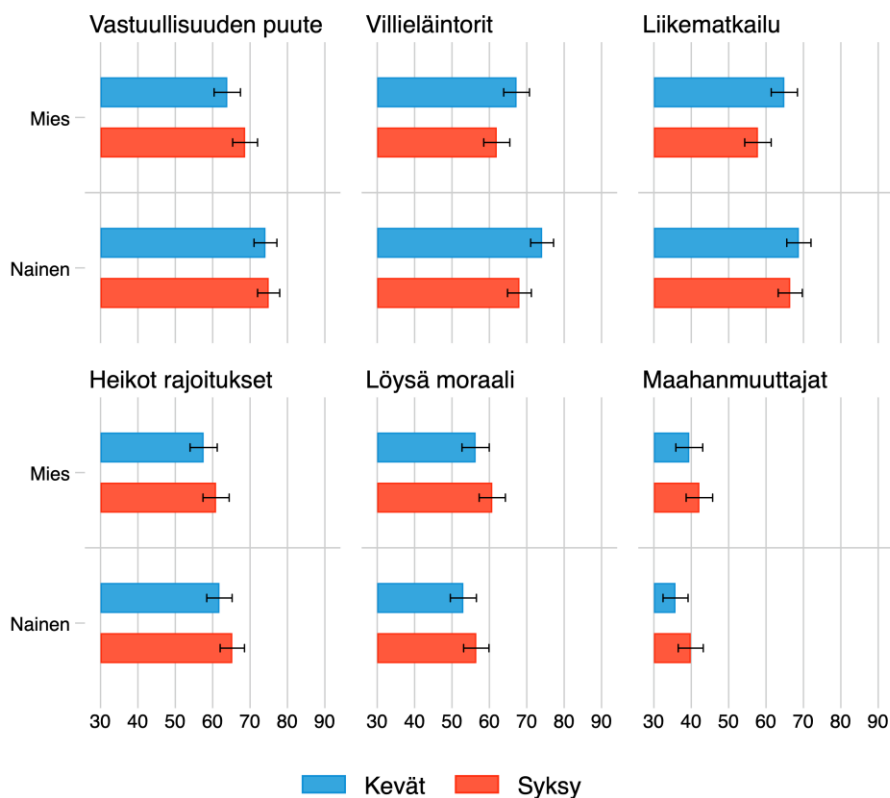 Vastuullisuuden puute Villieläintorit Liikematkailu
Mies
Nainen
Heikot rajoitukset Löysä moraali Maahanmuuttajat
Mies
Nainen
30 40 50 60 70 80 90 30 40 50 60 70 80 90 30 40 50 60 70 80 90
Kevät Syksy